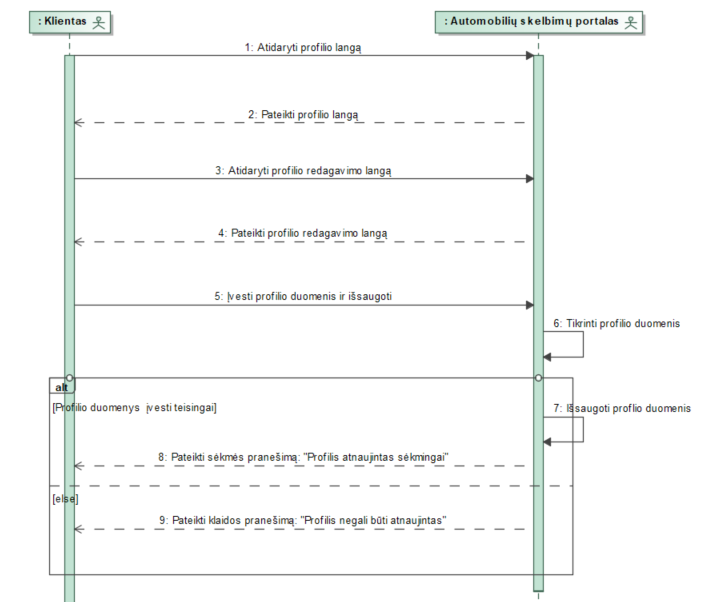 : Klientas
: Automobilių skelbimų portalas
1: Atidaryti profilio langą
2: Pateikti profilio langą
3: Atidaryti profilio redagavimo langą
4: Pateikti profilio redagavimo langą
5: Įvesti profilio duomenis ir išsaugoti
6: Tikrinti profilio duomenis
alt
[Profilio duomenys įvesti teisingai]
7: Išsaugoti proflio duomenis
8: Pateikti sėkmės pranešimą: "Profilis atnaujintas sėkmingai"
[else]
9: Pateikti klaidos pranešimą: "Profilis negali būti atnaujintas"